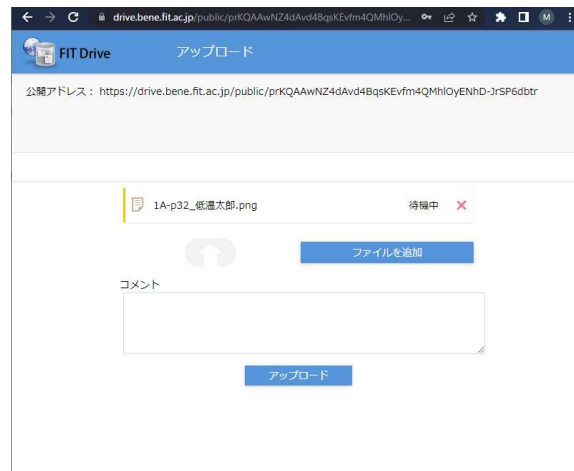 drive.bene.fit.ac.jp/public/prKQAAwNZ4dAvd4BqsKEvfm4QMhlOy...
M
FIT Drive
アップロード
公開アドレス： https://drive.bene.fit.ac.jp/public/prKQAAwNZ4dAvd4BqsKEvfm4QMhlOyENhD-JrSP6dbtr
1A-p32_低温太郎.png
待機中
ファイルを追加
コメント
アップロード